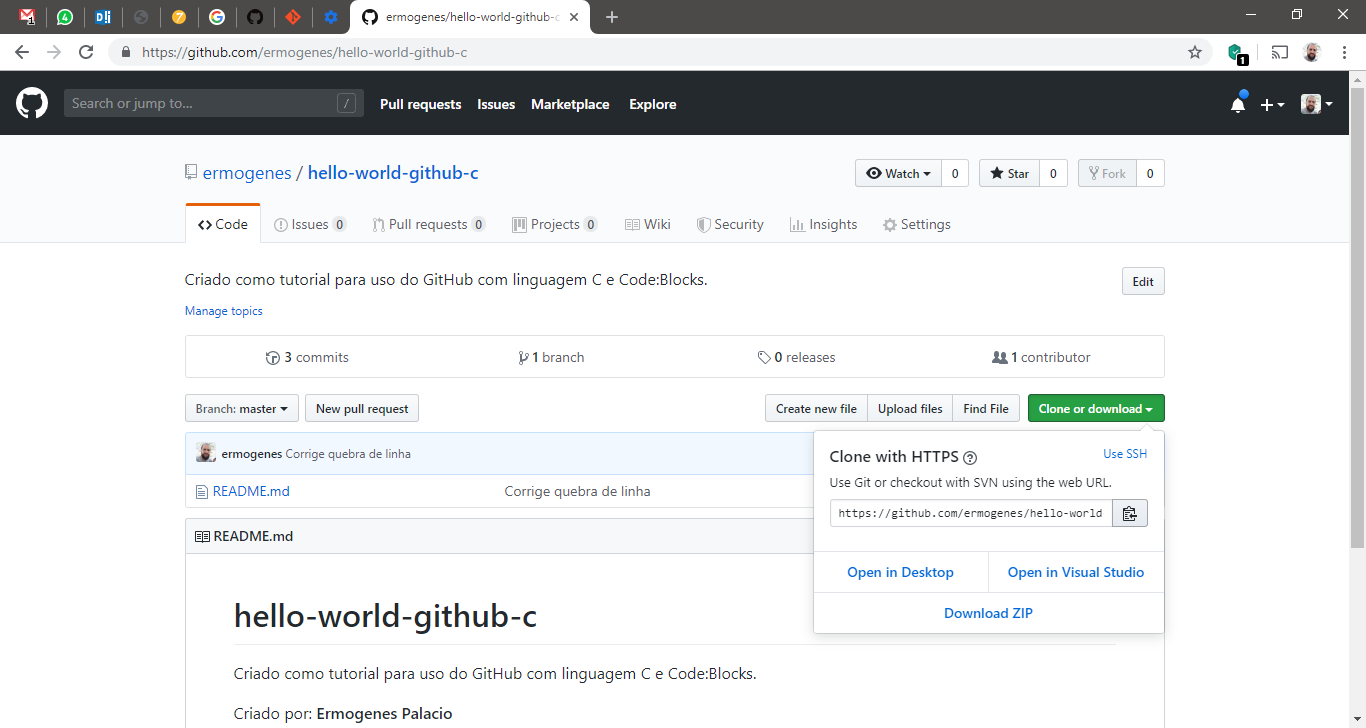 ermogenes/hello-world-github-c
https://github.com/ermogenes/hello-world-github-c
1
Search or jump to... /
Pull requests Issues Marketplace Explore
ermogenes / hello-world-github-c
Watch 0 Star 0 Fork 0
Code Issues 0 Pull requests 0 Projects 0 Wiki Security Insights Settings
Criado como tutorial para uso do GitHub com linguagem C e Code:Blocks.
Edit
Manage topics
3 commits 1 branch 0 releases 1 contributor
Branch: master New pull request Create new file Upload files Find File Clone or download
ermogenes Corrige quebra de linha
README.md Corrige quebra de linha
Clone with HTTPS ? Use SSH
Use Git or checkout with SVN using the web URL.
https://github.com/ermogenes/hello-world
Open in Desktop Open in Visual Studio
Download ZIP
README.md
hello-world-github-c
Criado como tutorial para uso do GitHub com linguagem C e Code:Blocks.
Criado por: Ermogenes Palacio